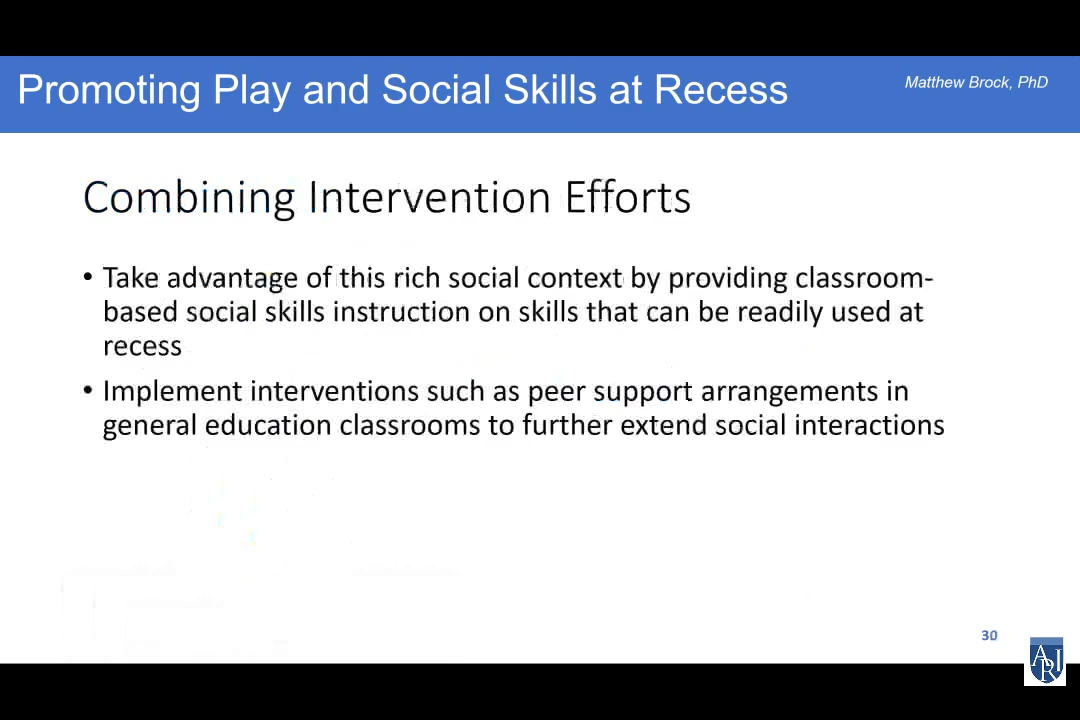 Promoting Play and Social Skills at Recess
Matthew Brock, PhD
Combining Intervention Efforts
• Take advantage of this rich social context by providing classroom-
based social skills instruction on skills that can be readily used at
recess
• Implement interventions such as peer support arrangements in
general education classrooms to further extend social interactions
30
ARI